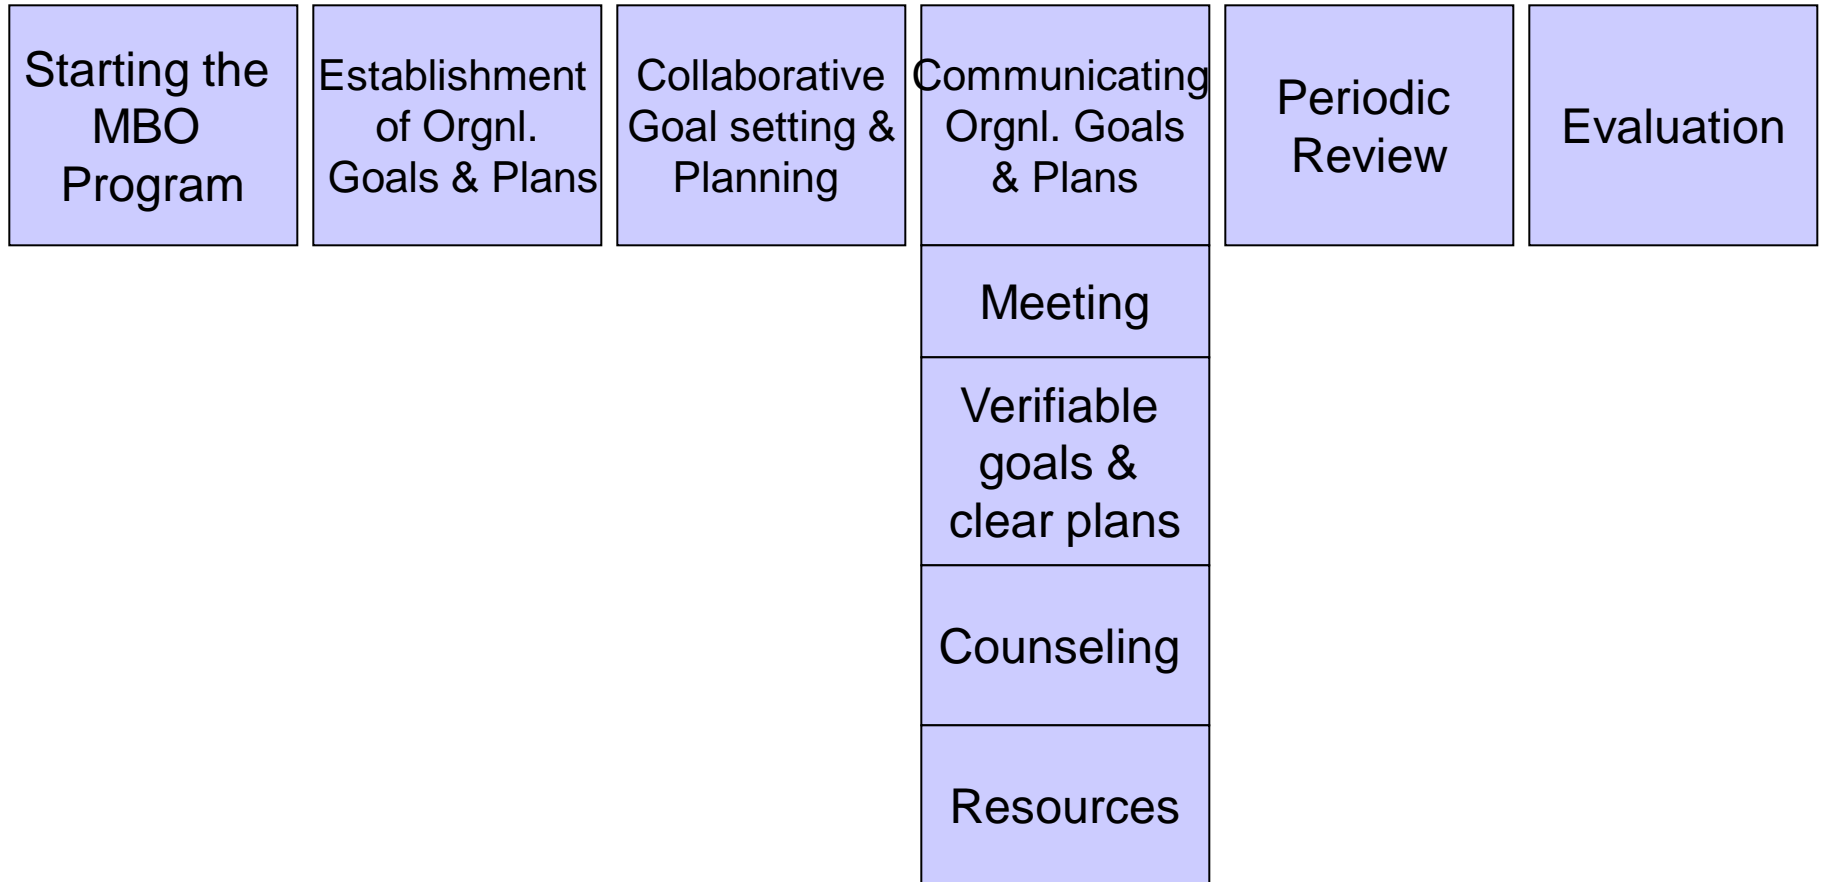 Starting the
MBO
Program
Establishment
of Orgnl.
Goals & Plans
Collaborative
Goal setting &
Planning
Communicating
Orgnl. Goals
& Plans
Periodic
Review
Evaluation
Meeting
Verifiable
goals &
clear plans
Counseling
Resources